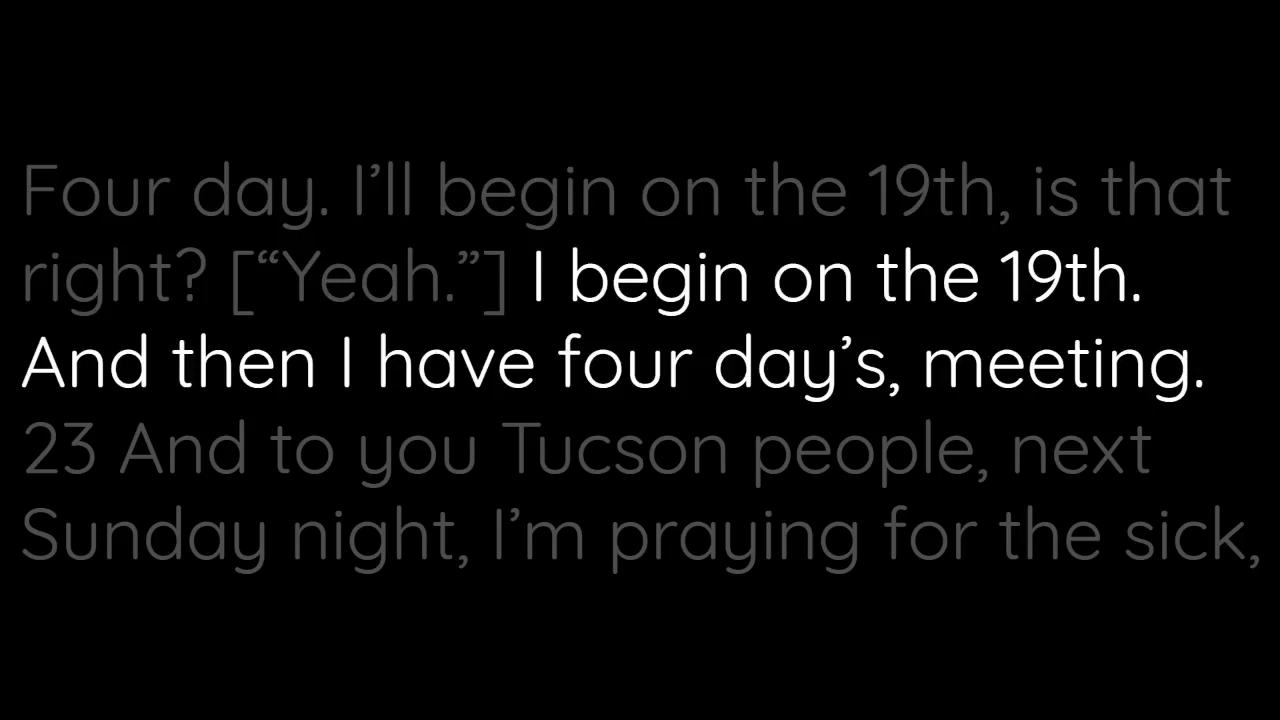 Four day. I’ll begin on the 19th, is that
right? [“Yeah.”] I begin on the 19th.
And then I have four day’s, meeting.
23 And to you Tucson people, next
Sunday night, I’m praying for the sick,